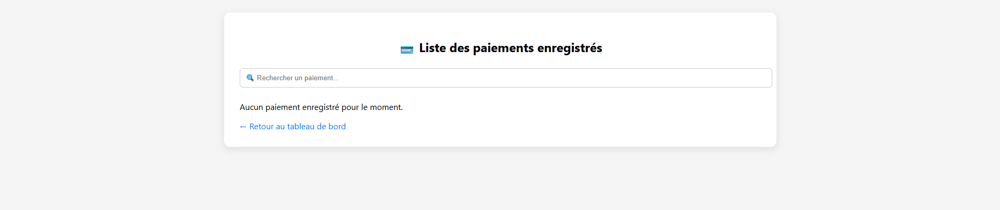 Liste des paiements enregistrés
Rechercher un paiement...
Aucun paiement enregistré pour le moment.
← Retour au tableau de bord